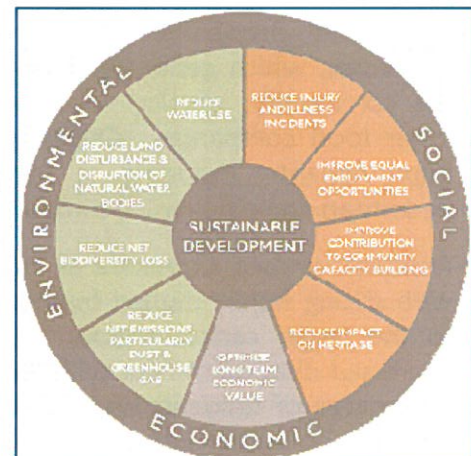 ENVIRONMENTAL
SOCIAL
ECONOMIC
SUSTAINABLE
DEVELOPMENT
REDUCE
WATER USE
REDUCE INJURY
AND ILLNESS
INCIDENTS
IMPROVE EQUAL
EMPLOYMENT
OPPORTUNITIES
IMPROVE
CONTRIBUTION
TO COMMUNITY
CAPACITY BUILDING
REDUCE IMPACT
ON HERITAGE
OPTIMISE
LONG-TERM
ECONOMIC
VALUE
REDUCE
NET EMISSIONS,
PARTICULARLY
DUST &
GREENHOUSE
GAS
REDUCE NET
BIODIVERSITY LOSS
REDUCE LAND
DISTURBANCE &
DISRUPTION OF
NATURAL WATER
BODIES